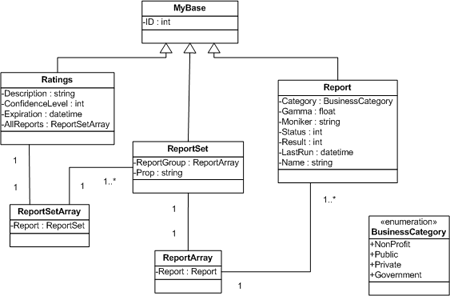 MyBase
-ID : int
Ratings
-Description : string
-ConfidenceLevel : int
-Expiration : datetime
-AllReports : ReportSetArray
Report
-Category : BusinessCategory
-Gamma : float
-Moniker : string
-Status : int
-Result : int
-LastRun : datetime
-Name : string
ReportSet
-ReportGroup : ReportArray
-Prop : string
1
1
1
1..*
ReportSetArray
-Report : ReportSet
1
1
ReportArray
-Report : Report
1
1..*
«enumeration»
BusinessCategory
+NonProfit
+Public
+Private
+Government